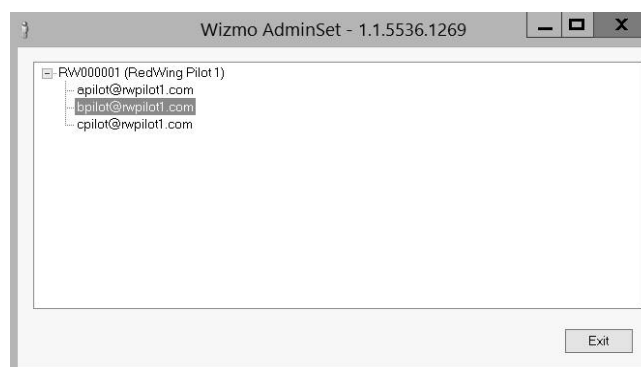 Wizmo AdminSet - 1.1.5536.1269
RW000001 (RedWing Pilot 1)
apilot@rwpilot1.com
bpilot@rwpilot1.com
cpilot@rwpilot1.com
Exit